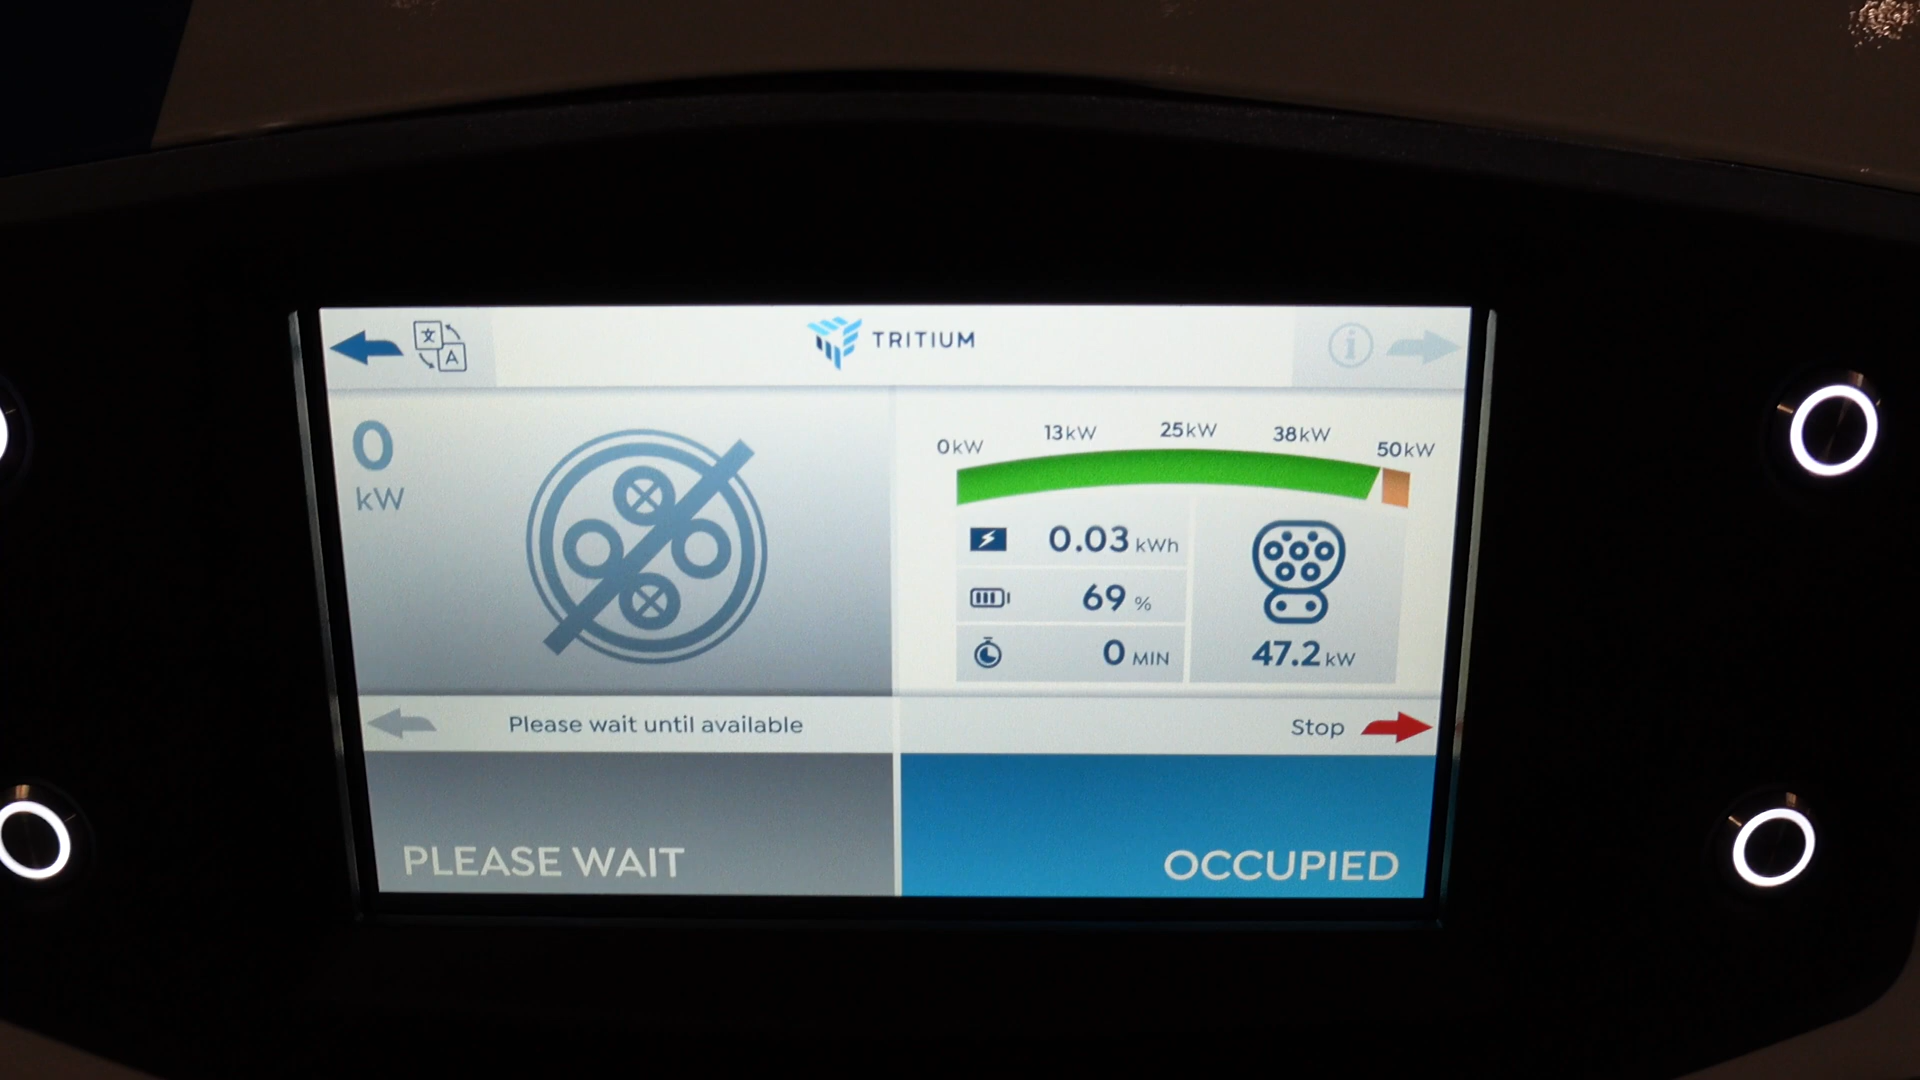 文
A
TRITIUM
i
0
kW
0kW 13kW 25kW 38kW 50kW
0.03 kWh
69 %
0 MIN
47.2 kW
Please wait until available
Stop
PLEASE WAIT
OCCUPIED